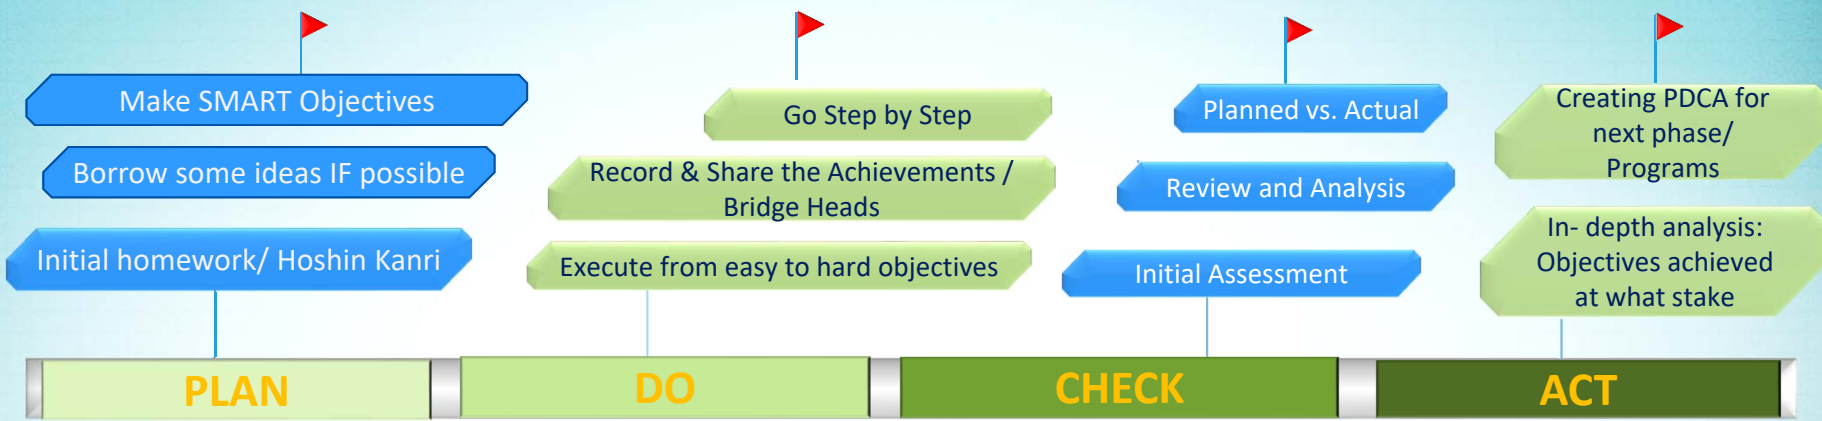 Make SMART Objectives
Borrow some ideas IF possible
Initial homework/ Hoshin Kanri
PLAN
Go Step by Step
Record & Share the Achievements /
Bridge Heads
Execute from easy to hard objectives
DO
Planned vs. Actual
Review and Analysis
Initial Assessment
CHECK
Creating PDCA for
next phase/
Programs
In- depth analysis:
Objectives achieved
at what stake
ACT